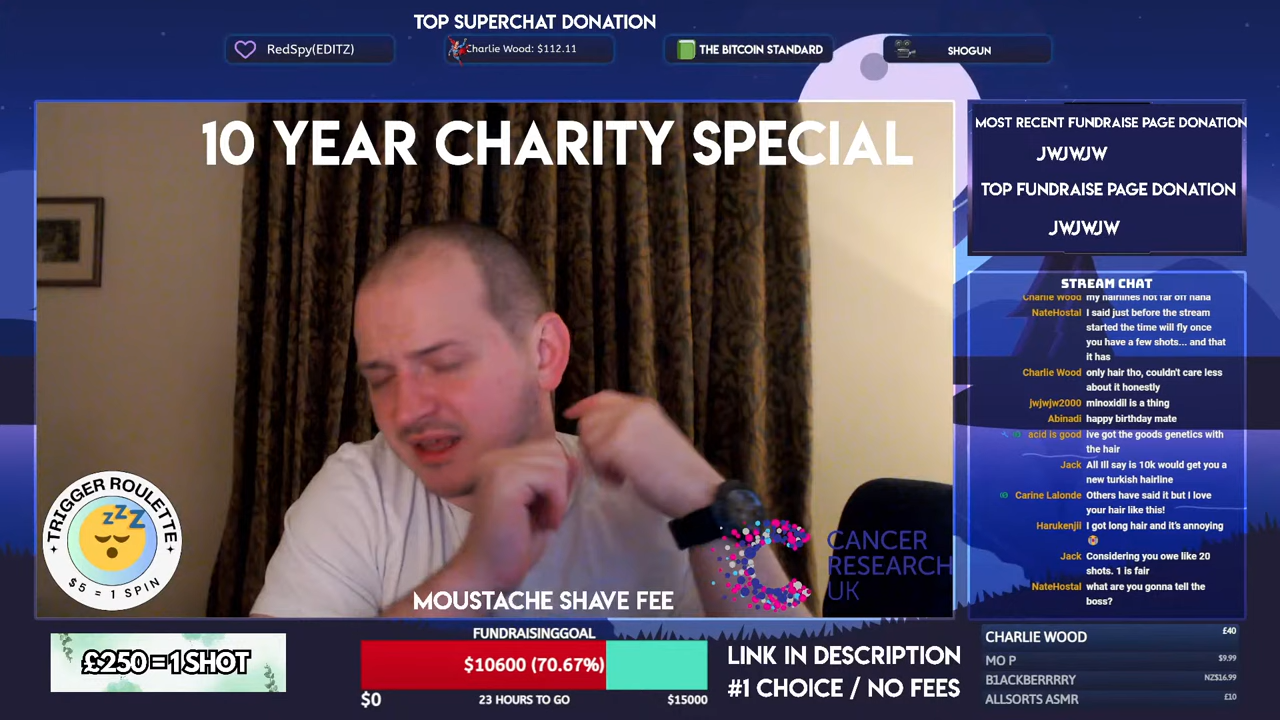 TOP SUPERCHAT DONATION
RedSpy(EDITZ)
Charlie Wood: $112.11
THE BITCOIN STANDARD
SHOGUN
10 YEAR CHARITY SPECIAL
MOST RECENT FUNDRAISE PAGE DONATION
JWJWJW
TOP FUNDRAISE PAGE DONATION
JWJWJW
STREAM CHAT
Charlie Wood my hairlines not far off haha
NateHostal I said just before the stream
started the time will fly once
you have a few shots... and that
it has
Charlie Wood only hair tho, couldn't care less
about it honestly
jwjwjw2000 minoxidil is a thing
Abinadi happy birthday mate
acid is good ive got the goods genetics with
the hair
Jack All Ill say is 10k would get you a
new turkish hairline
Carine Lalonde Others have said it but I love
your hair like this!
Harukenjii I got long hair and it's annoying
Jack Considering you owe like 20
shots. 1 is fair
NateHostal what are you gonna tell the
boss?
TRIGGER ROULETTE
zzz
$5 = 1 SPIN
CANCER
RESEARCH
UK
MOUSTACHE SHAVE FEE
£250 = 1 SHOT
FUNDRAISINGGOAL
$10600 (70.67%)
$0
23 HOURS TO GO
$15000
LINK IN DESCRIPTION
#1 CHOICE / NO FEES
CHARLIE WOOD £40
MO P $9.99
B1ACKBERRRRY NZ$16.99
ALLSORTS ASMR £10